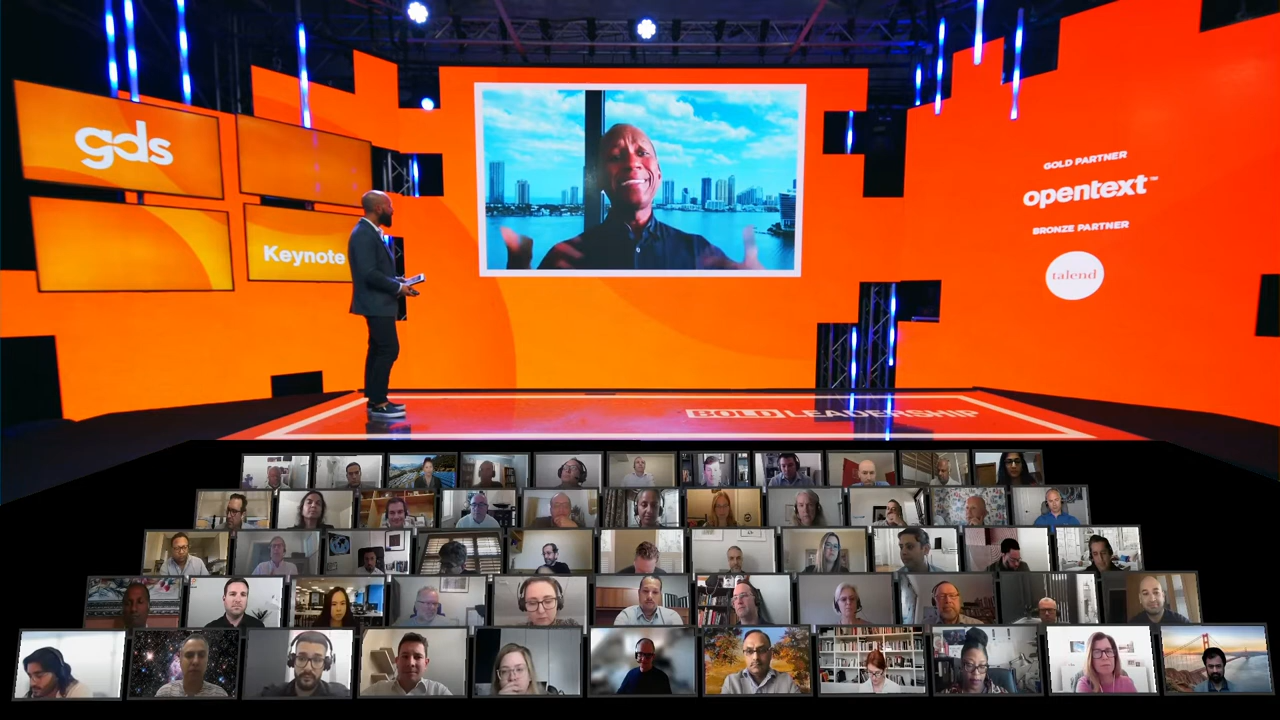 gds
Keynote
GOLD PARTNER
opentext™
BRONZE PARTNER
talend
BOLD LEADERSHIP